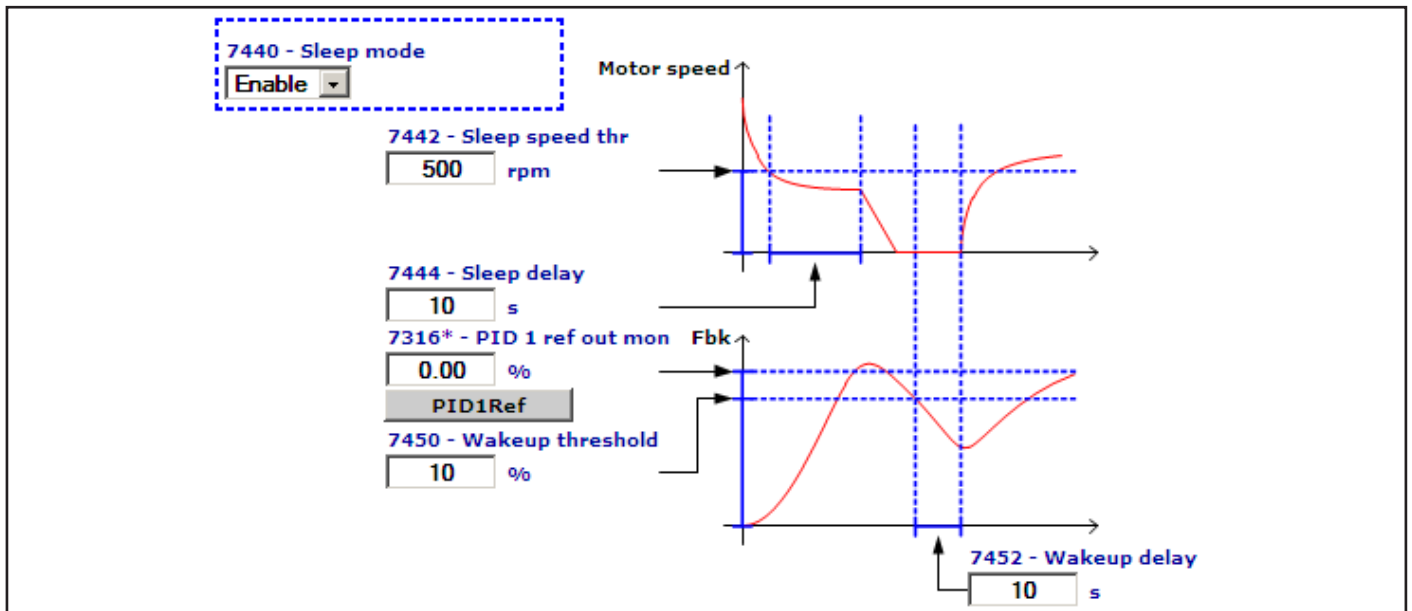 7440 - Sleep mode
Enable
Motor speed
7442 - Sleep speed thr
500 rpm
7444 - Sleep delay
10 s
7316* - PID 1 ref out mon
Fbk
0.00 %
PID1Ref
7450 - Wakeup threshold
10 %
7452 - Wakeup delay
10 s